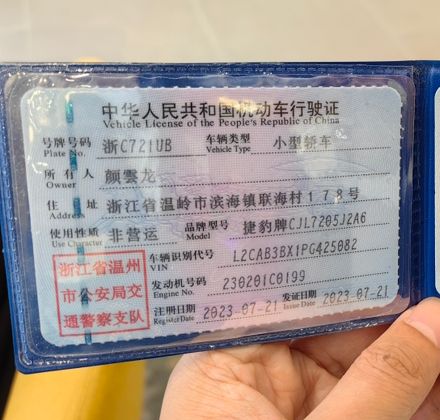 中华人民共和国机动车行驶证
Vehicle License of the People's Republic of China
号牌号码 浙C721UB 车辆类型 小型轿车
Plate No. Vehicle Type
所有人 颜雲龙
Owner
住址 浙江省温岭市滨海镇联海村178号
Address
使用性质 非营运 品牌型号 捷豹牌CJL7205J2A6
Use Character Model
车辆识别代号 L2CAB3BX1PG425082
VIN
发动机号码 230201C0199
Engine No.
注册日期 2023-07-21 发证日期 2023-07-21
Register Date Issue Date
浙江省温州
市公安局交
通警察支队